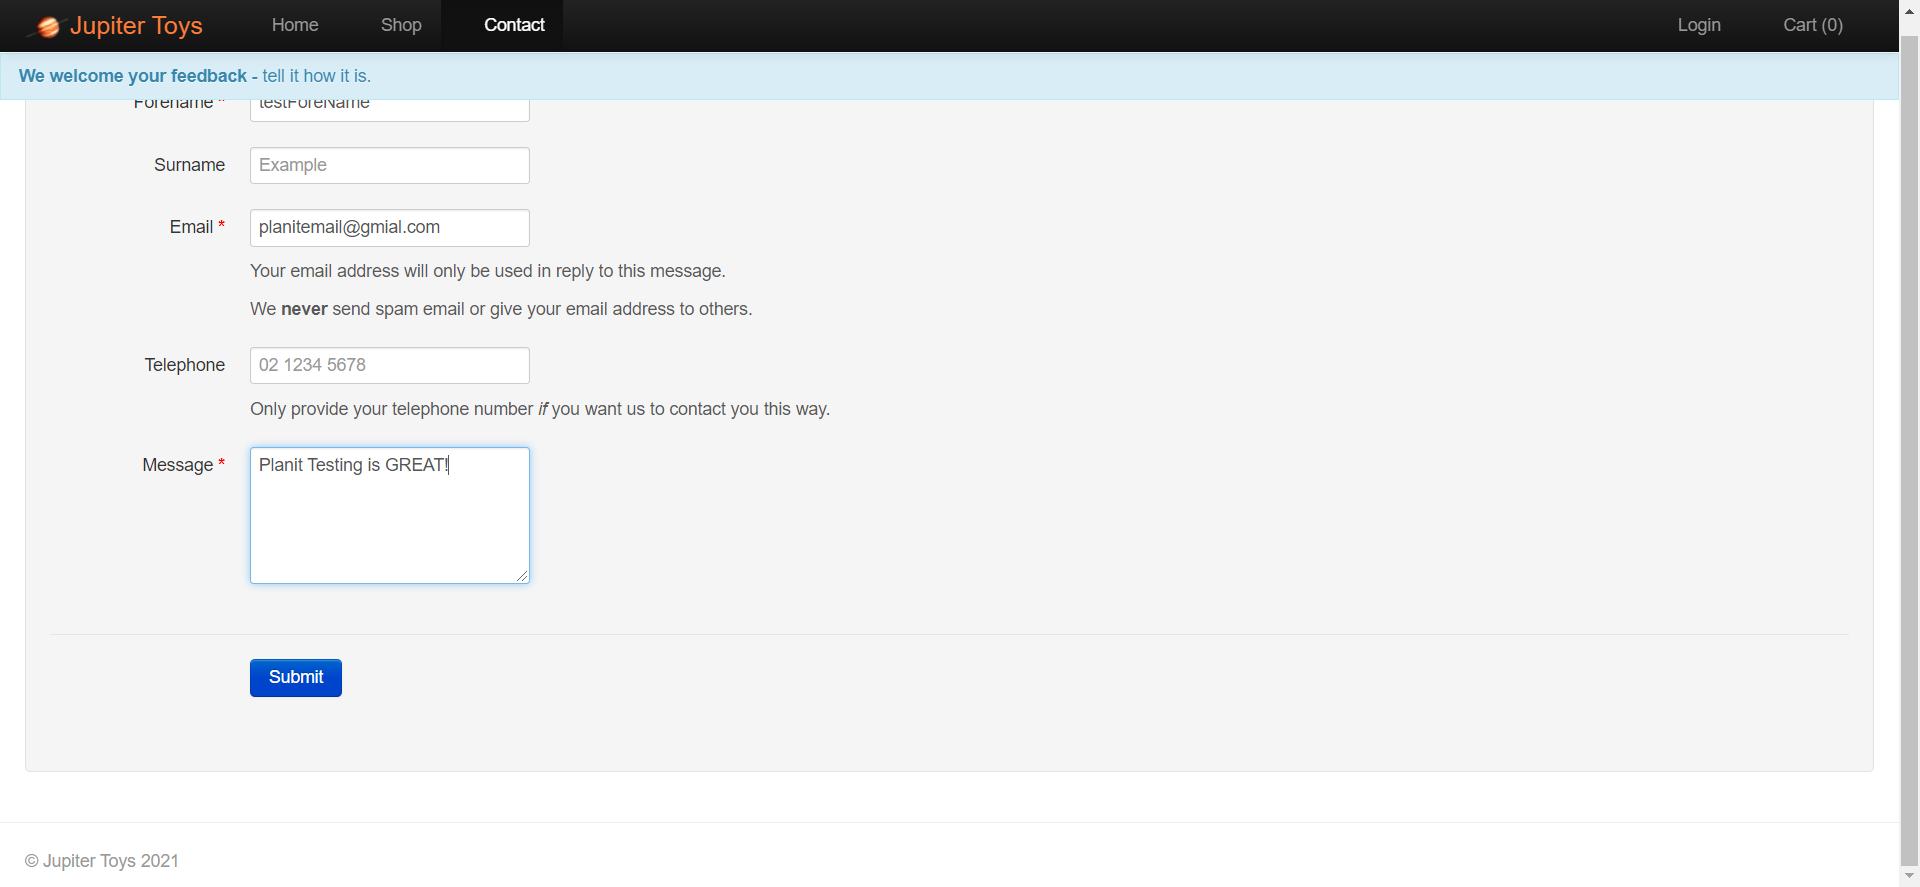 Jupiter Toys Home Shop Contact Login Cart (0)
We welcome your feedback - tell it how it is.
Forename * testForeName
Surname Example
Email * planitemail@gmial.com
Your email address will only be used in reply to this message.
We never send spam email or give your email address to others.
Telephone 02 1234 5678
Only provide your telephone number if you want us to contact you this way.
Message * Planit Testing is GREAT!
Submit
© Jupiter Toys 2021